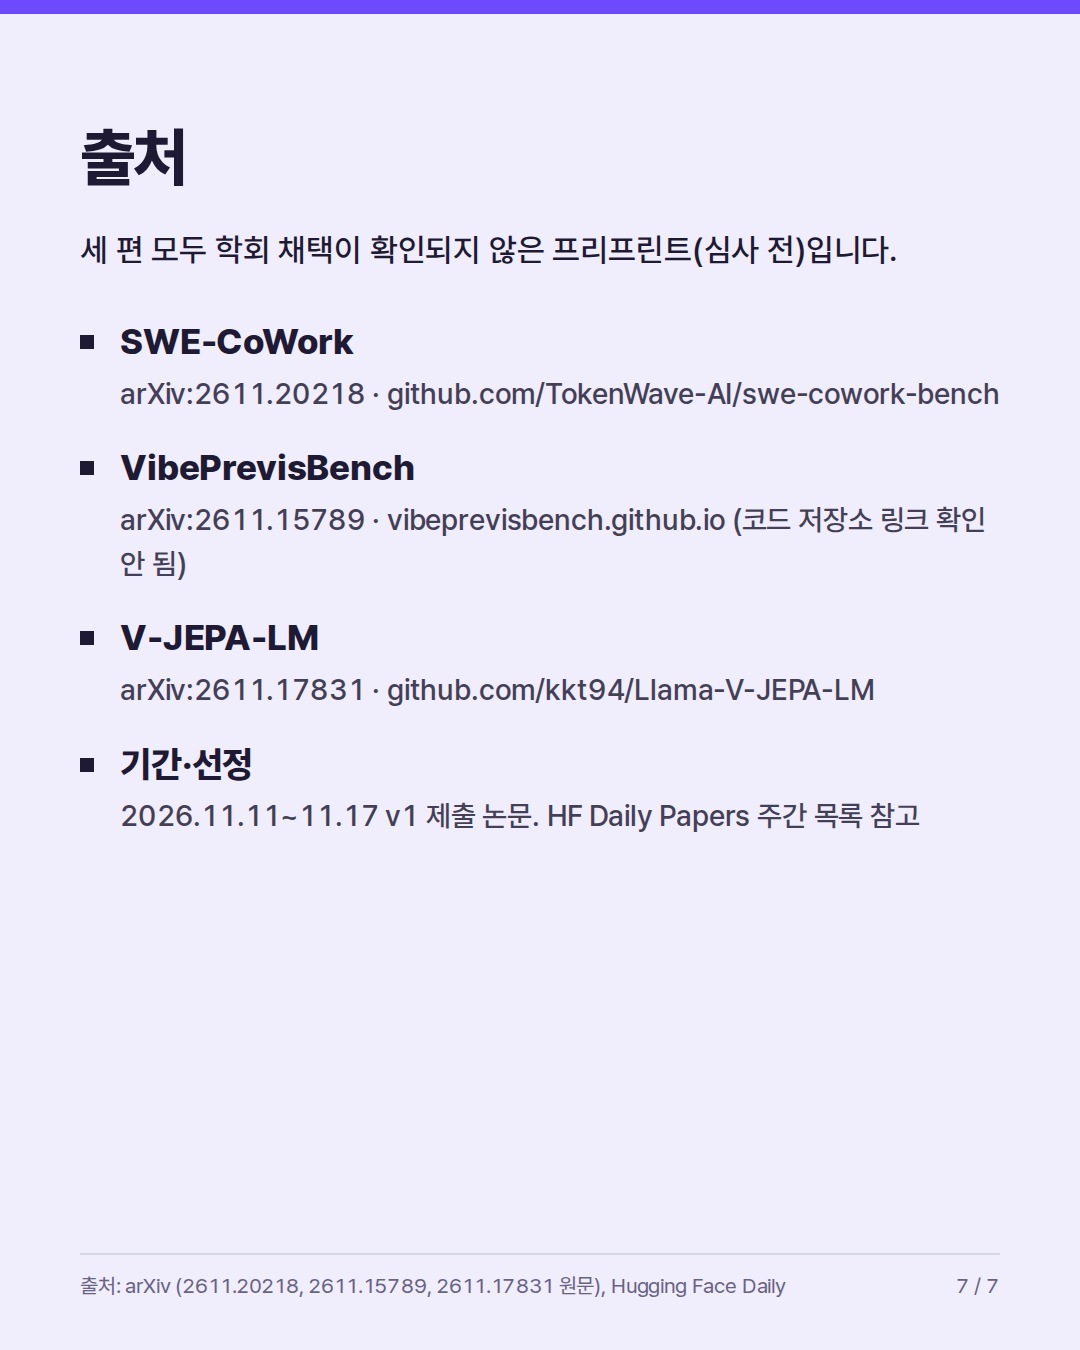 출처
세 편 모두 학회 채택이 확인되지 않은 프리프린트(심사 전)입니다.
SWE-CoWork
arXiv:2611.20218 · github.com/TokenWave-AI/swe-cowork-bench
VibePrevisBench
arXiv:2611.15789 · vibeprevisbench.github.io (코드 저장소 링크 확인
안 됨)
V-JEPA-LM
arXiv:2611.17831 · github.com/kkt94/Llama-V-JEPA-LM
기간·선정
2026.11.11~11.17 v1 제출 논문. HF Daily Papers 주간 목록 참고
출처: arXiv (2611.20218, 2611.15789, 2611.17831 원문), Hugging Face Daily
7 / 7